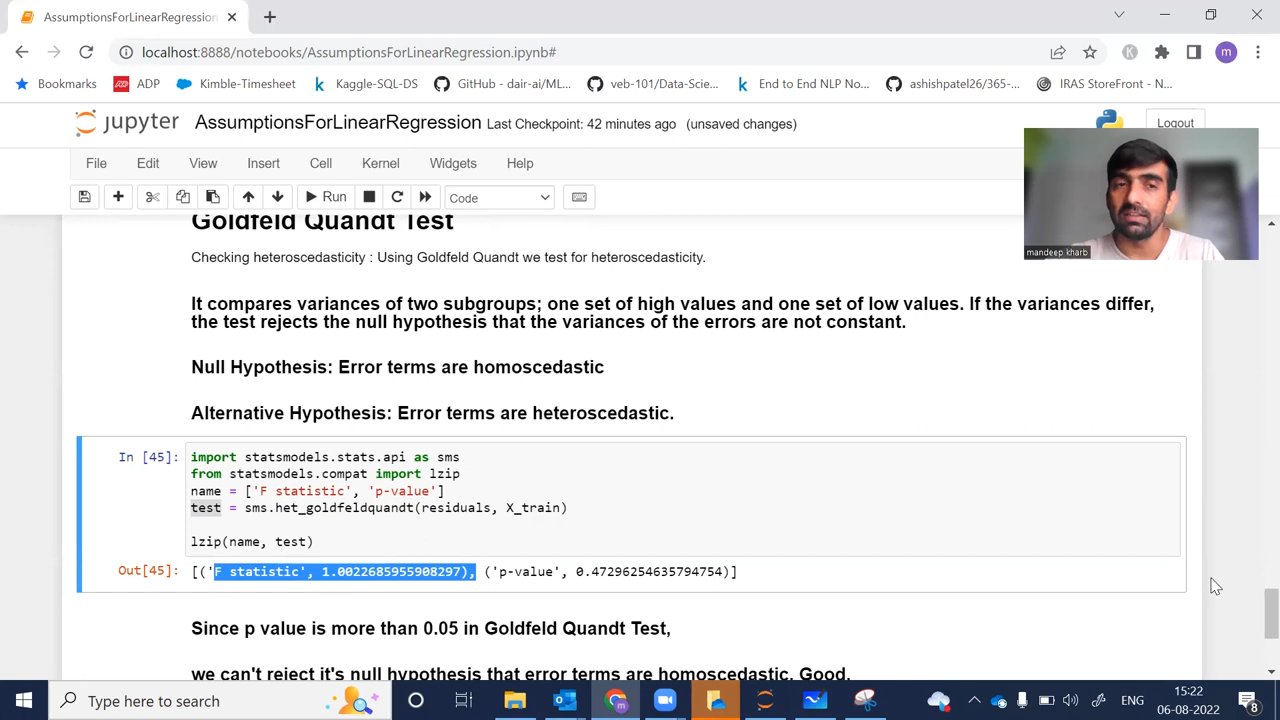 AssumptionsForLinearRegression
localhost:8888/notebooks/AssumptionsForLinearRegression.ipynb#
m
Bookmarks ADP Kimble-Timesheet Kaggle-SQL-DS GitHub - dair-ai/ML... veb-101/Data-Scie... End to End NLP No... ashishpatel26/365-... IRAS StoreFront - N...
jupyter AssumptionsForLinearRegression Last Checkpoint: 42 minutes ago (unsaved changes) Logout
File Edit View Insert Cell Kernel Widgets Help
Run Code
mandeep kharb
Goldfeld Quandt Test
Checking heteroscedasticity : Using Goldfeld Quandt we test for heteroscedasticity.
It compares variances of two subgroups; one set of high values and one set of low values. If the variances differ,
the test rejects the null hypothesis that the variances of the errors are not constant.
Null Hypothesis: Error terms are homoscedastic
Alternative Hypothesis: Error terms are heteroscedastic.
In [45]: import statsmodels.stats.api as sms
from statsmodels.compat import lzip
name = ['F statistic', 'p-value']
test = sms.het_goldfeldquandt(residuals, X_train)
lzip(name, test)
Out[45]: [('F statistic', 1.0022685955908297), ('p-value', 0.47296254635794754)]
Since p value is more than 0.05 in Goldfeld Quandt Test,
we can't reject it's null hypothesis that error terms are homoscedastic. Good.
Type here to search
ENG
15:22
06-08-2022
8